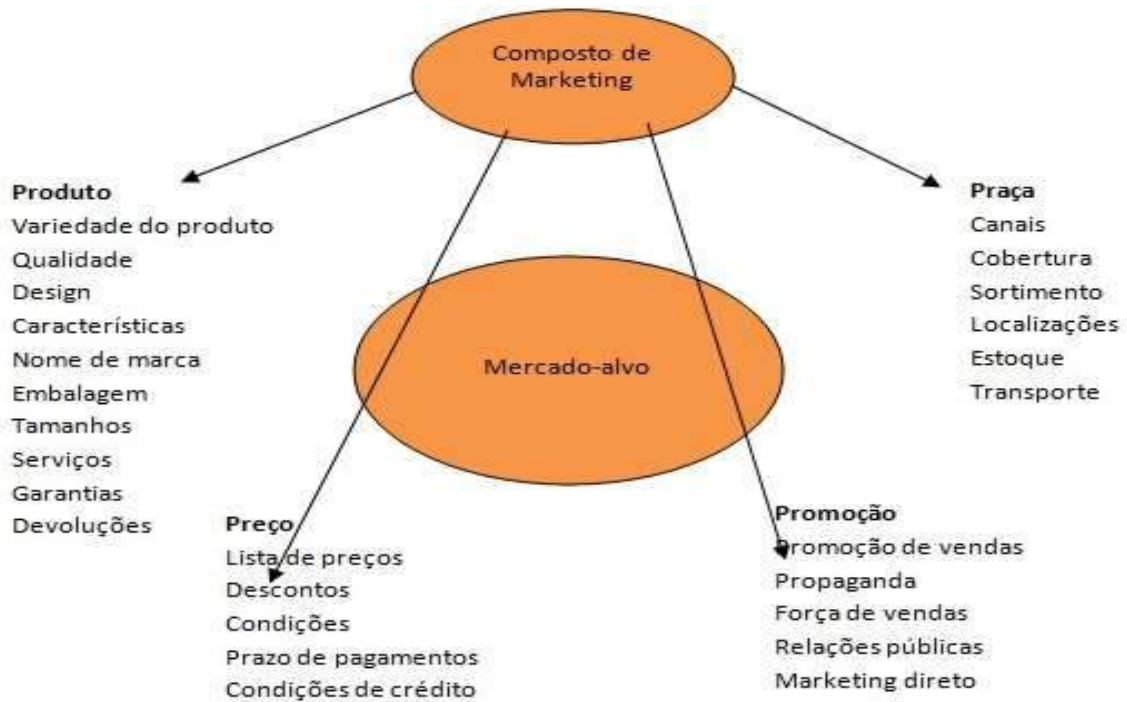 Composto de
Marketing
Produto
Variedade do produto
Qualidade
Design
Características
Nome de marca
Embalagem
Tamanhos
Serviços
Garantias
Devoluções
Mercado-alvo
Praça
Canais
Cobertura
Sortimento
Localizações
Estoque
Transporte
Preço
Lista de preços
Descontos
Condições
Prazo de pagamentos
Condições de crédito
Promoção
Promoção de vendas
Propaganda
Força de vendas
Relações públicas
Marketing direto